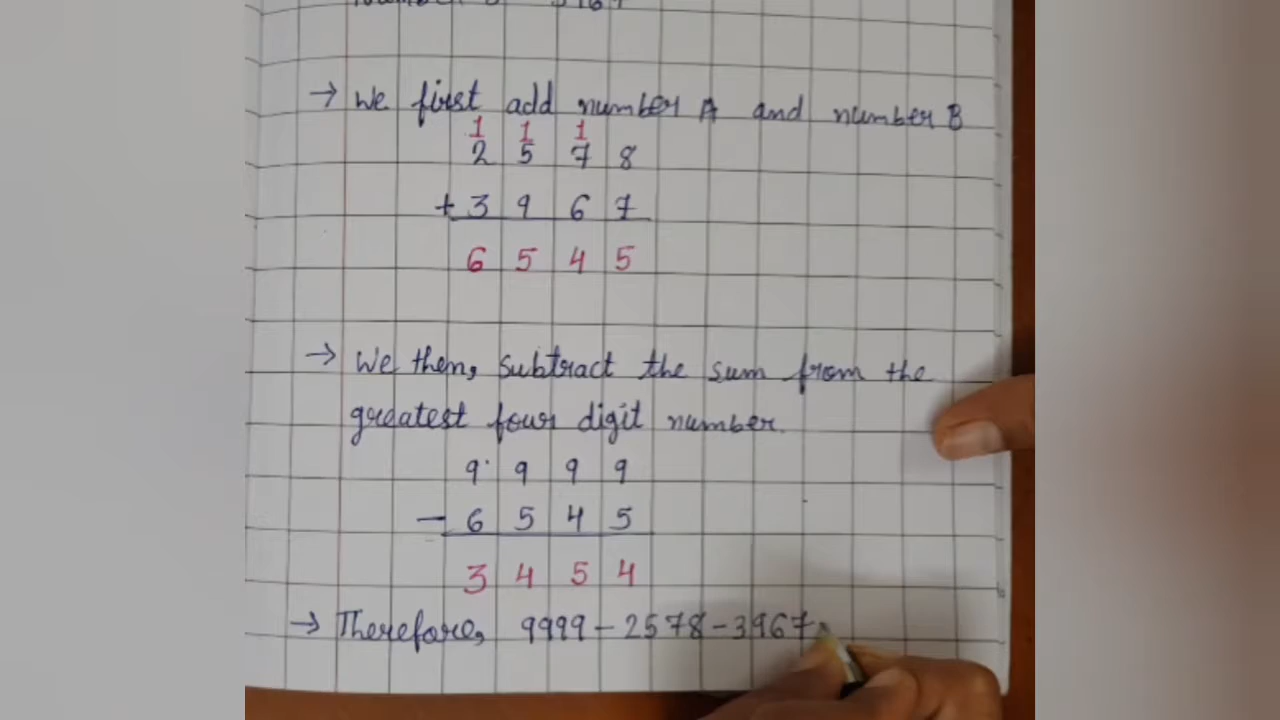 → We first add number A and number B
1 1 1
2 5 7 8
+ 3 9 6 7
6 5 4 5
→ We then, subtract the sum from the
greatest four digit number.
9 9 9 9
- 6 5 4 5
3 4 5 4
→ Therefore, 9999 - 2578 - 3967